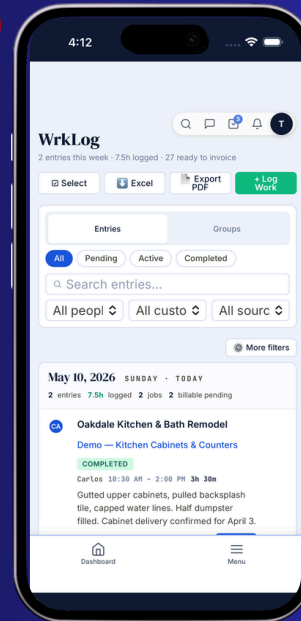 4:12
3
T
WrkLog
2 entries this week · 7.5h logged · 27 ready to invoice
Select
Excel
Export PDF
+ Log Work
Entries
Groups
All
Pending
Active
Completed
Search entries...
All peopl
All custo
All sourc
More filters
May 10, 2026 SUNDAY · TODAY
2 entries 7.5h logged 2 jobs 2 billable pending
CA
Oakdale Kitchen & Bath Remodel
Demo — Kitchen Cabinets & Counters
COMPLETED
Carlos 10:30 AM – 2:00 PM 3h 30m
Gutted upper cabinets, pulled backsplash
tile, capped water lines. Half dumpster
filled. Cabinet delivery confirmed for April 3.
Dashboard
Menu